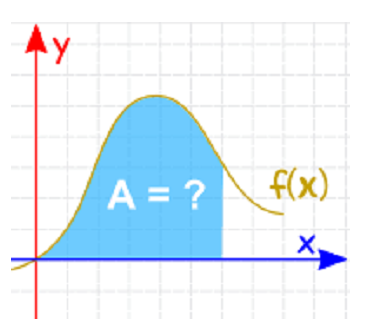 y
A = ?
f(x)
x